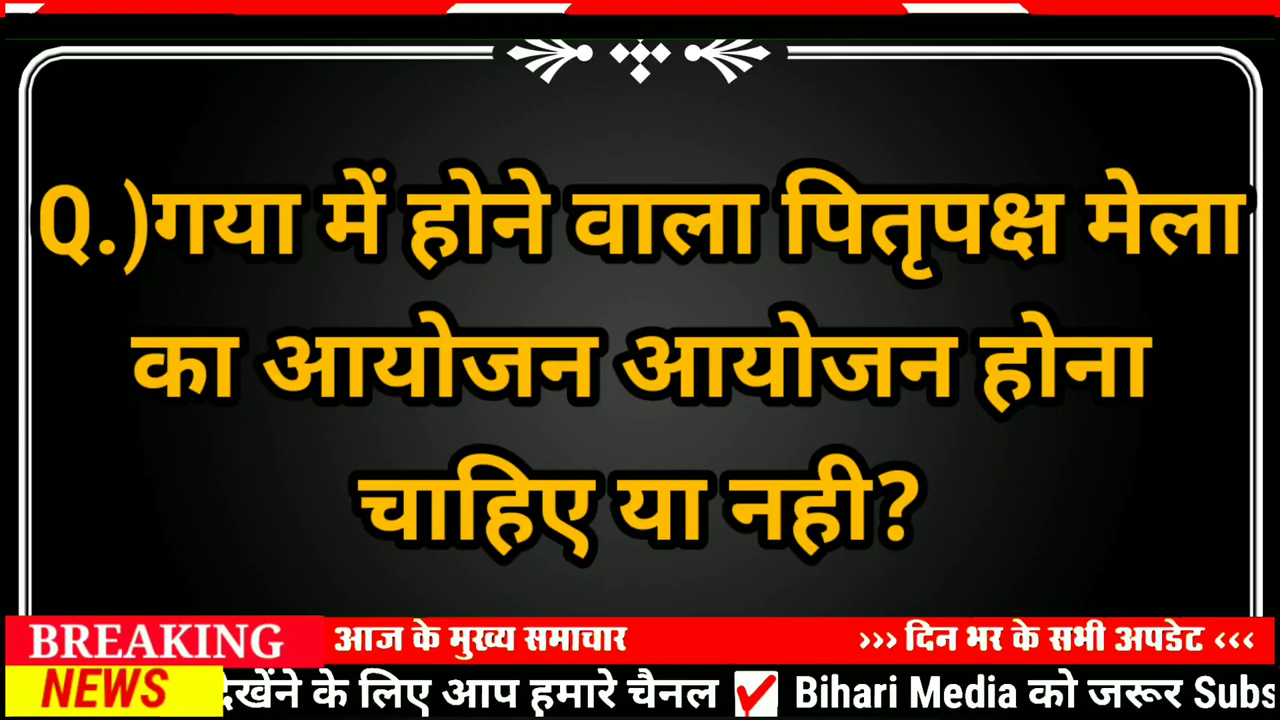 Q.)गया में होने वाला पितृपक्ष मेला
का आयोजन आयोजन होना
चाहिए या नही?
BREAKING
NEWS
आज के मुख्य समाचार
>>> दिन भर के सभी अपडेट <<<
के लिए आप हमारे चैनल ✔ Bihari Media को जरूर